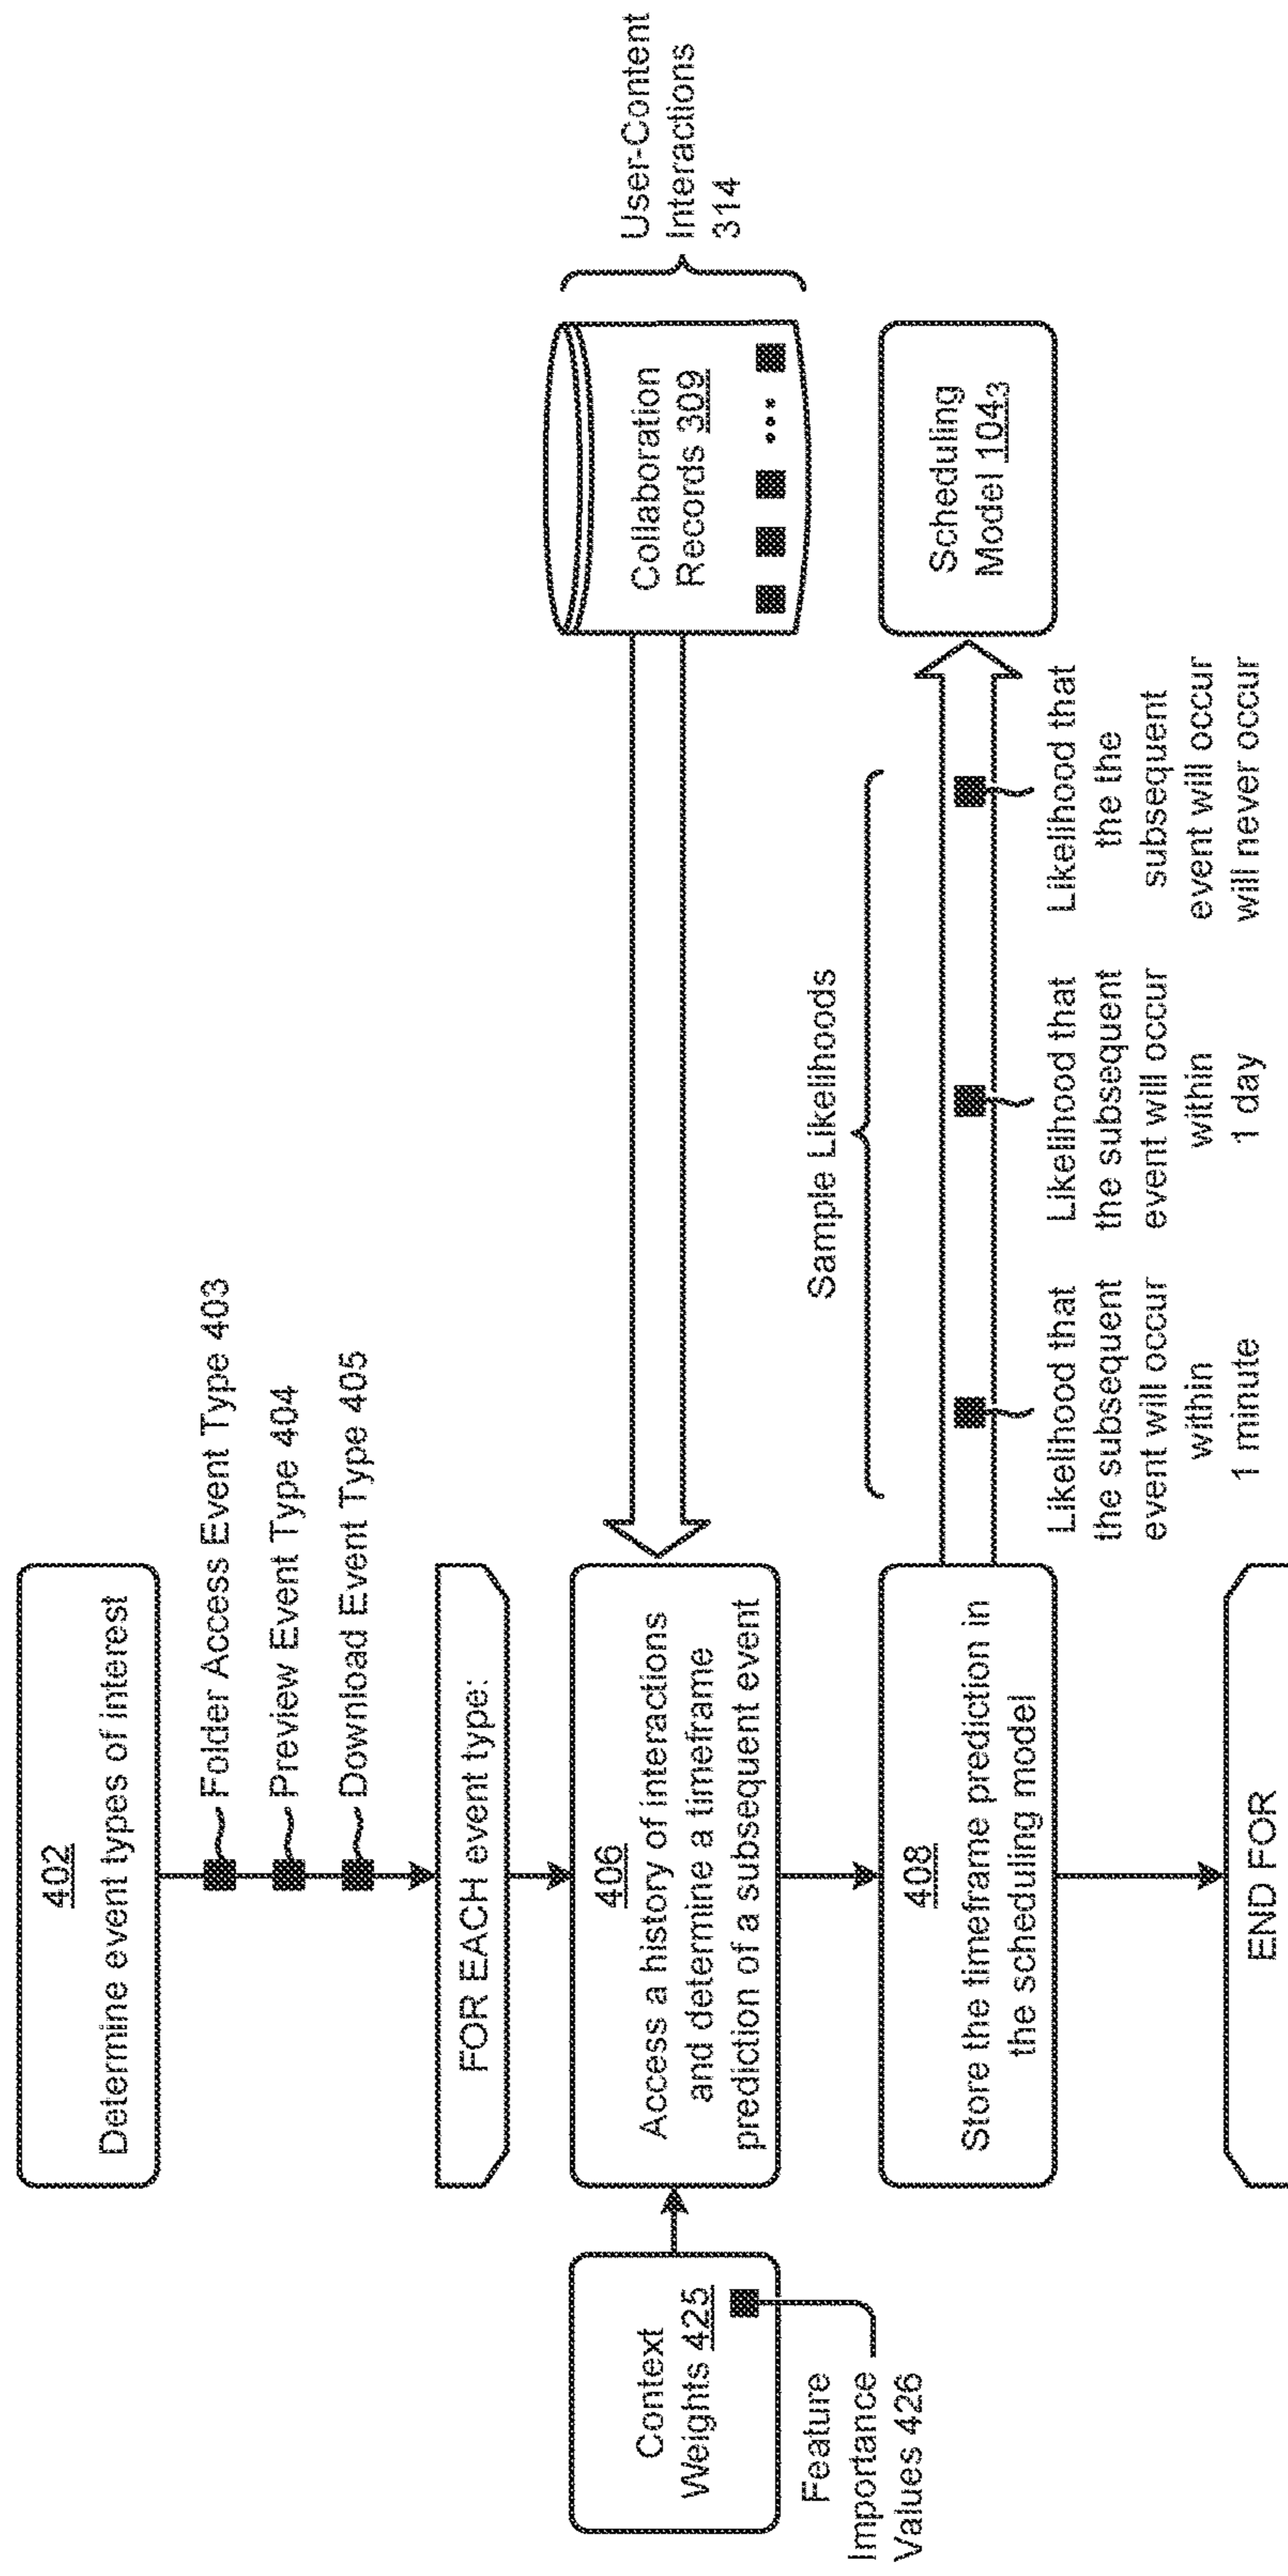 402
Determine event types of interest
Folder Access Event Type 403
Preview Event Type 404
Download Event Type 405
FOR EACH event type:
Context
Weights 425
Feature
Importance
Values 426
406
Access a history of interactions
and determine a timeframe
prediction of a subsequent event
Collaboration
Records 309
User-Content
Interactions
314
408
Store the timeframe prediction in
the scheduling model
Sample Likelihoods
Scheduling
Model 104₃
Likelihood that
the subsequent
event will occur
within
1 minute
Likelihood that
the subsequent
event will occur
within
1 day
Likelihood that
the the
subsequent
event will occur
will never occur
END FOR